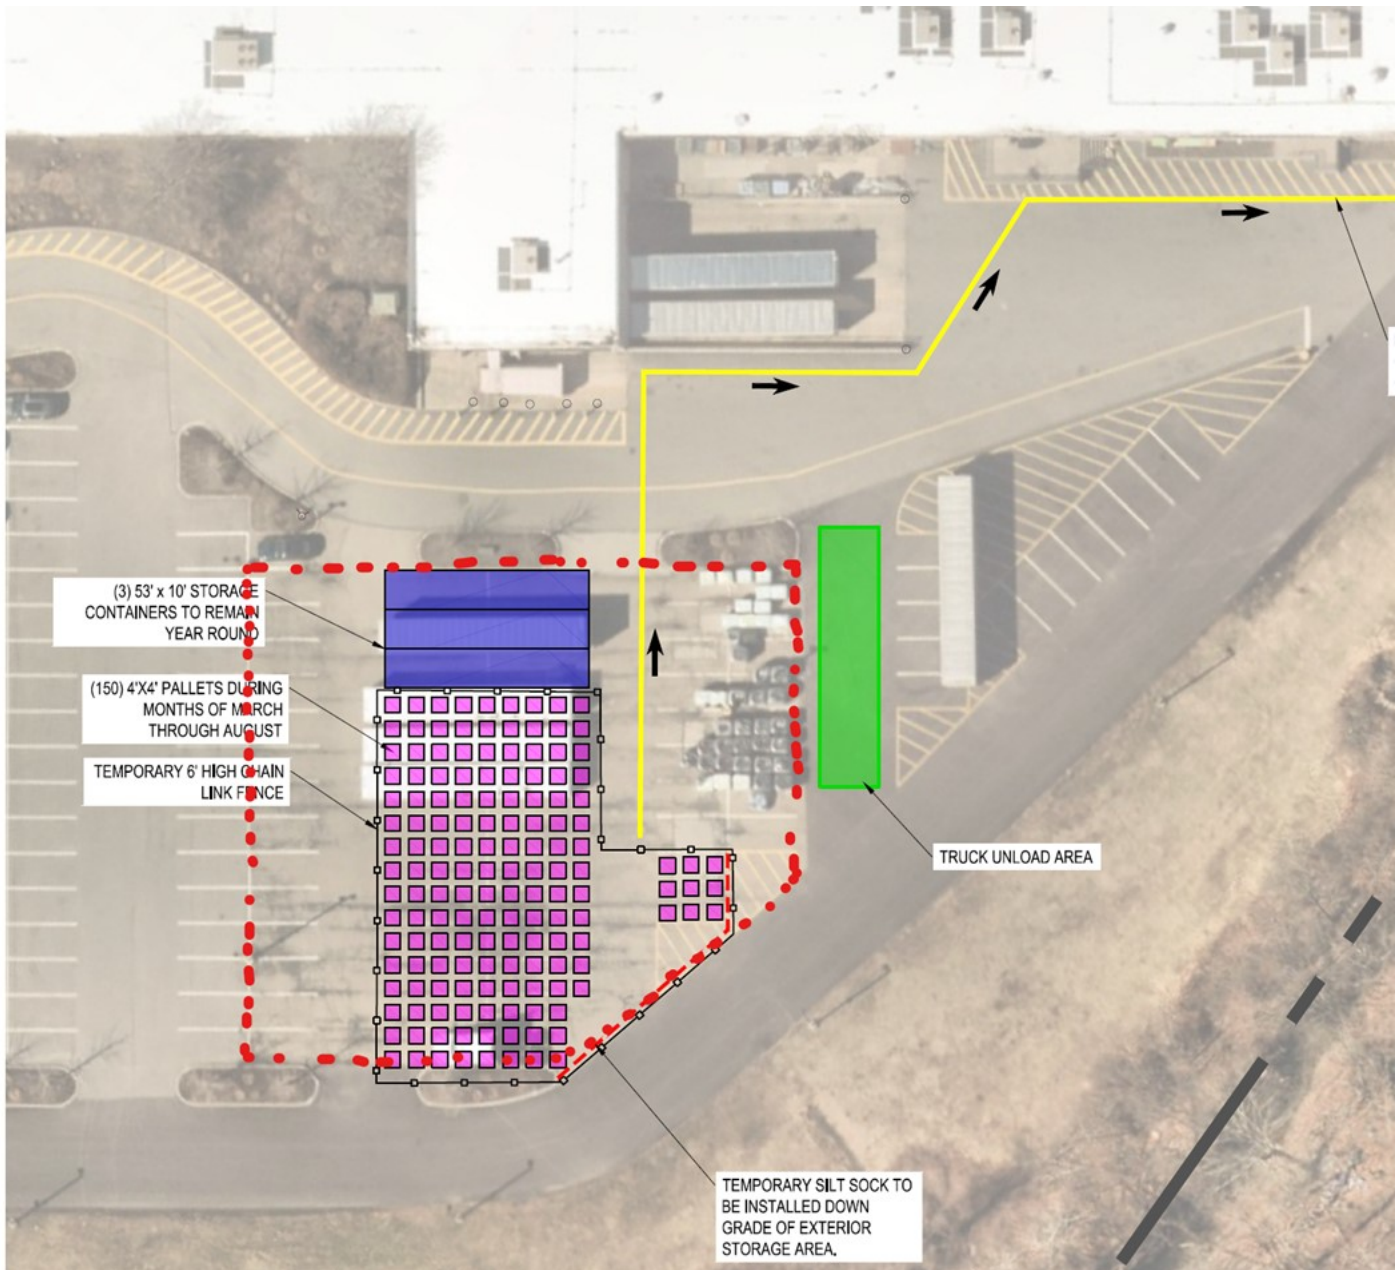 (3) 53' x 10' STORAGE
CONTAINERS TO REMAIN
YEAR ROUND
(150) 4'X4' PALLETS DURING
MONTHS OF MARCH
THROUGH AUGUST
TEMPORARY 6' HIGH CHAIN
LINK FENCE
TRUCK UNLOAD AREA
TEMPORARY SILT SOCK TO
BE INSTALLED DOWN
GRADE OF EXTERIOR
STORAGE AREA.